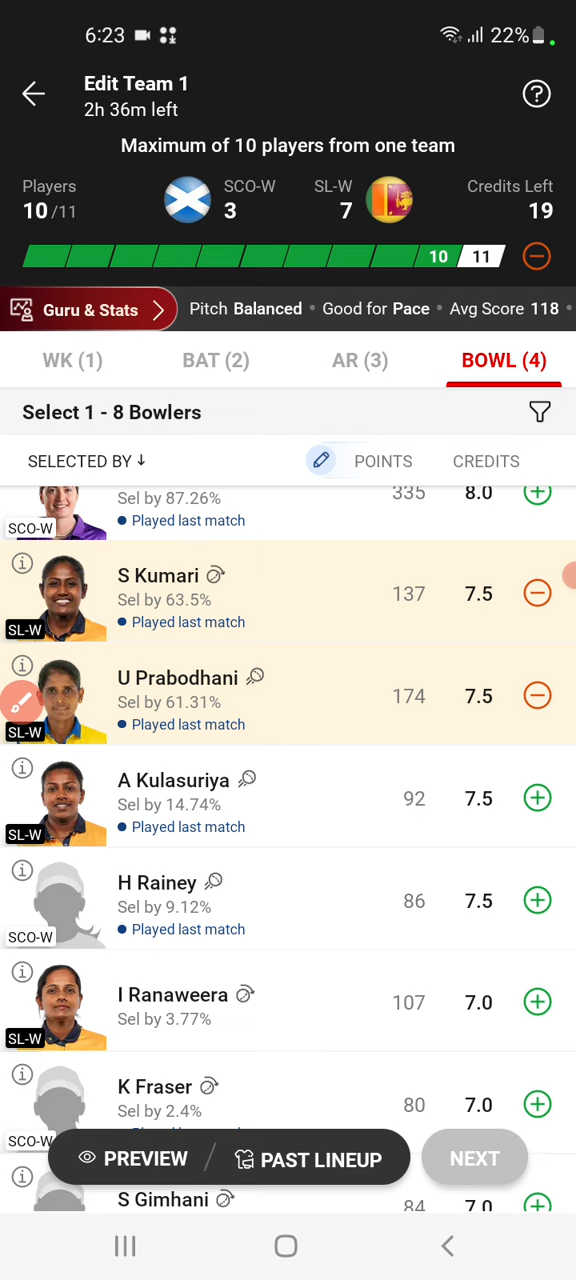 6:23
22%
Edit Team 1
2h 36m left
Maximum of 10 players from one team
Players
10/11
SCO-W
3
SL-W
7
Credits Left
19
10
11
Guru & Stats
Pitch Balanced • Good for Pace • Avg Score 118 •
WK (1)
BAT (2)
AR (3)
BOWL (4)
Select 1 - 8 Bowlers
SELECTED BY ↓
POINTS
CREDITS
Sel by 87.26%
335
8.0
SCO-W
Played last match
S Kumari
Sel by 63.5%
137
7.5
SL-W
Played last match
U Prabodhani
Sel by 61.31%
174
7.5
SL-W
Played last match
A Kulasuriya
Sel by 14.74%
92
7.5
SL-W
Played last match
H Rainey
Sel by 9.12%
86
7.5
SCO-W
Played last match
I Ranaweera
Sel by 3.77%
107
7.0
SL-W
K Fraser
Sel by 2.4%
80
7.0
SCO-W
PREVIEW / PAST LINEUP
NEXT
S Gimhani
84
7.0